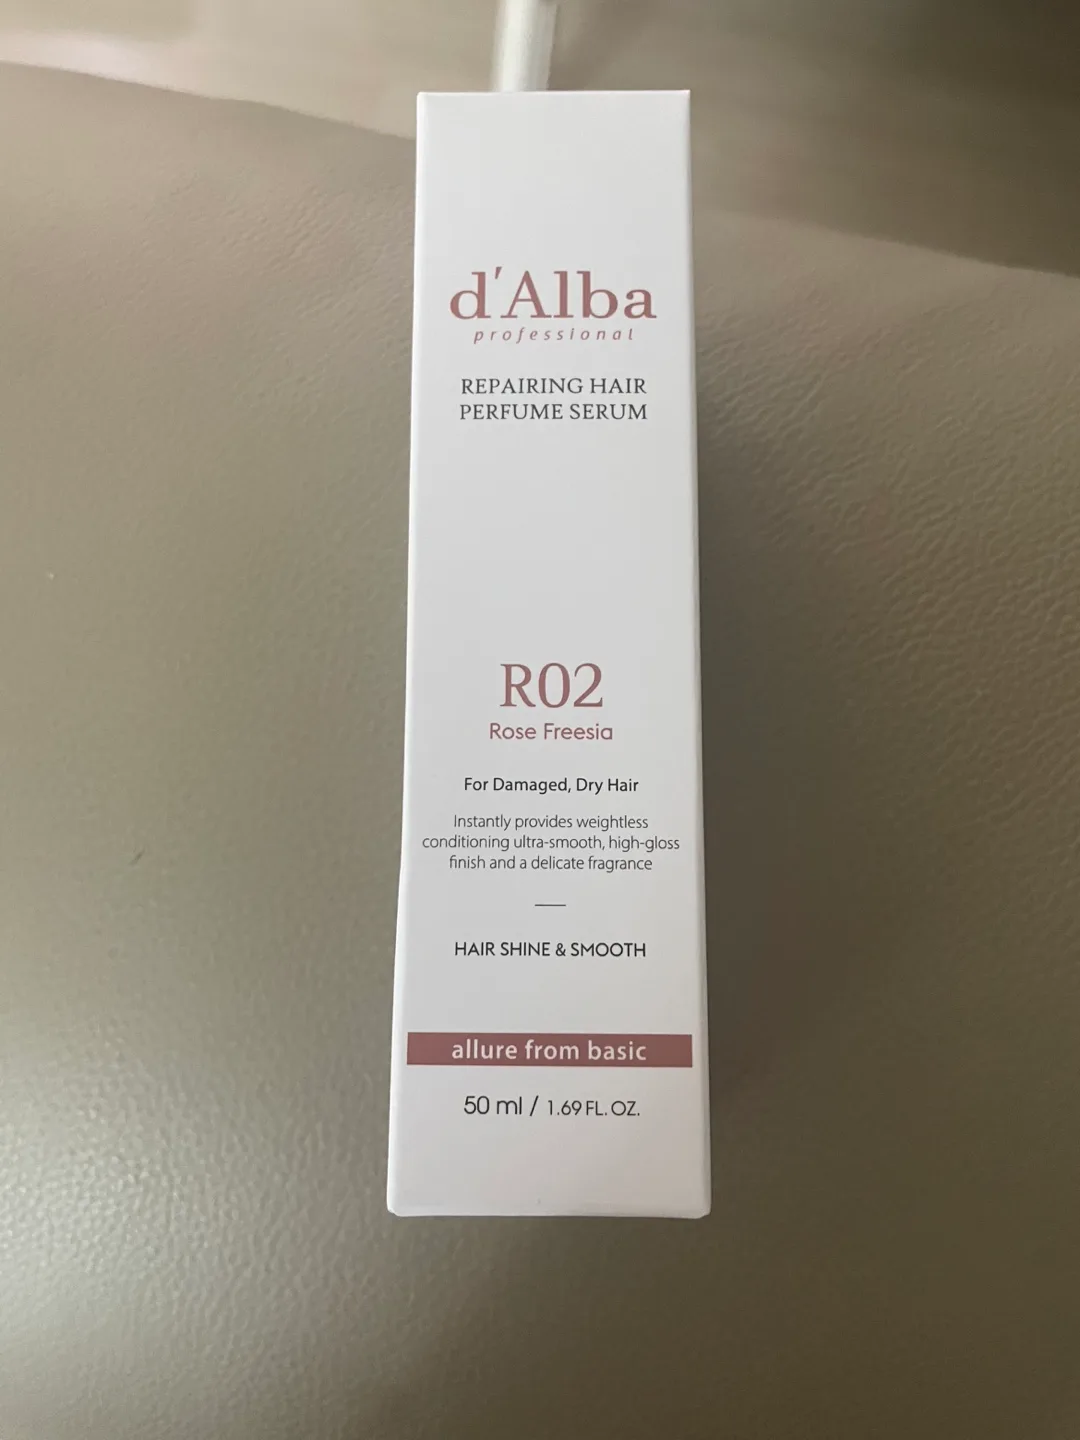 d'Alba
professional
REPAIRING HAIR
PERFUME SERUM
R02
Rose Freesia
For Damaged, Dry Hair
Instantly provides weightless
conditioning ultra-smooth, high-gloss
finish and a delicate fragrance
HAIR SHINE & SMOOTH
allure from basic
50 ml / 1.69 FL. OZ.